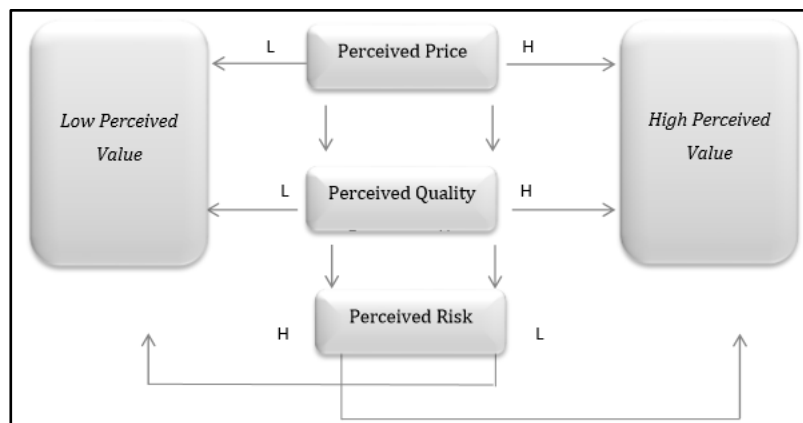 L
Perceived Price
H
Low Perceived
Value
High Perceived
Value
L
Perceived Quality
H
H
Perceived Risk
L